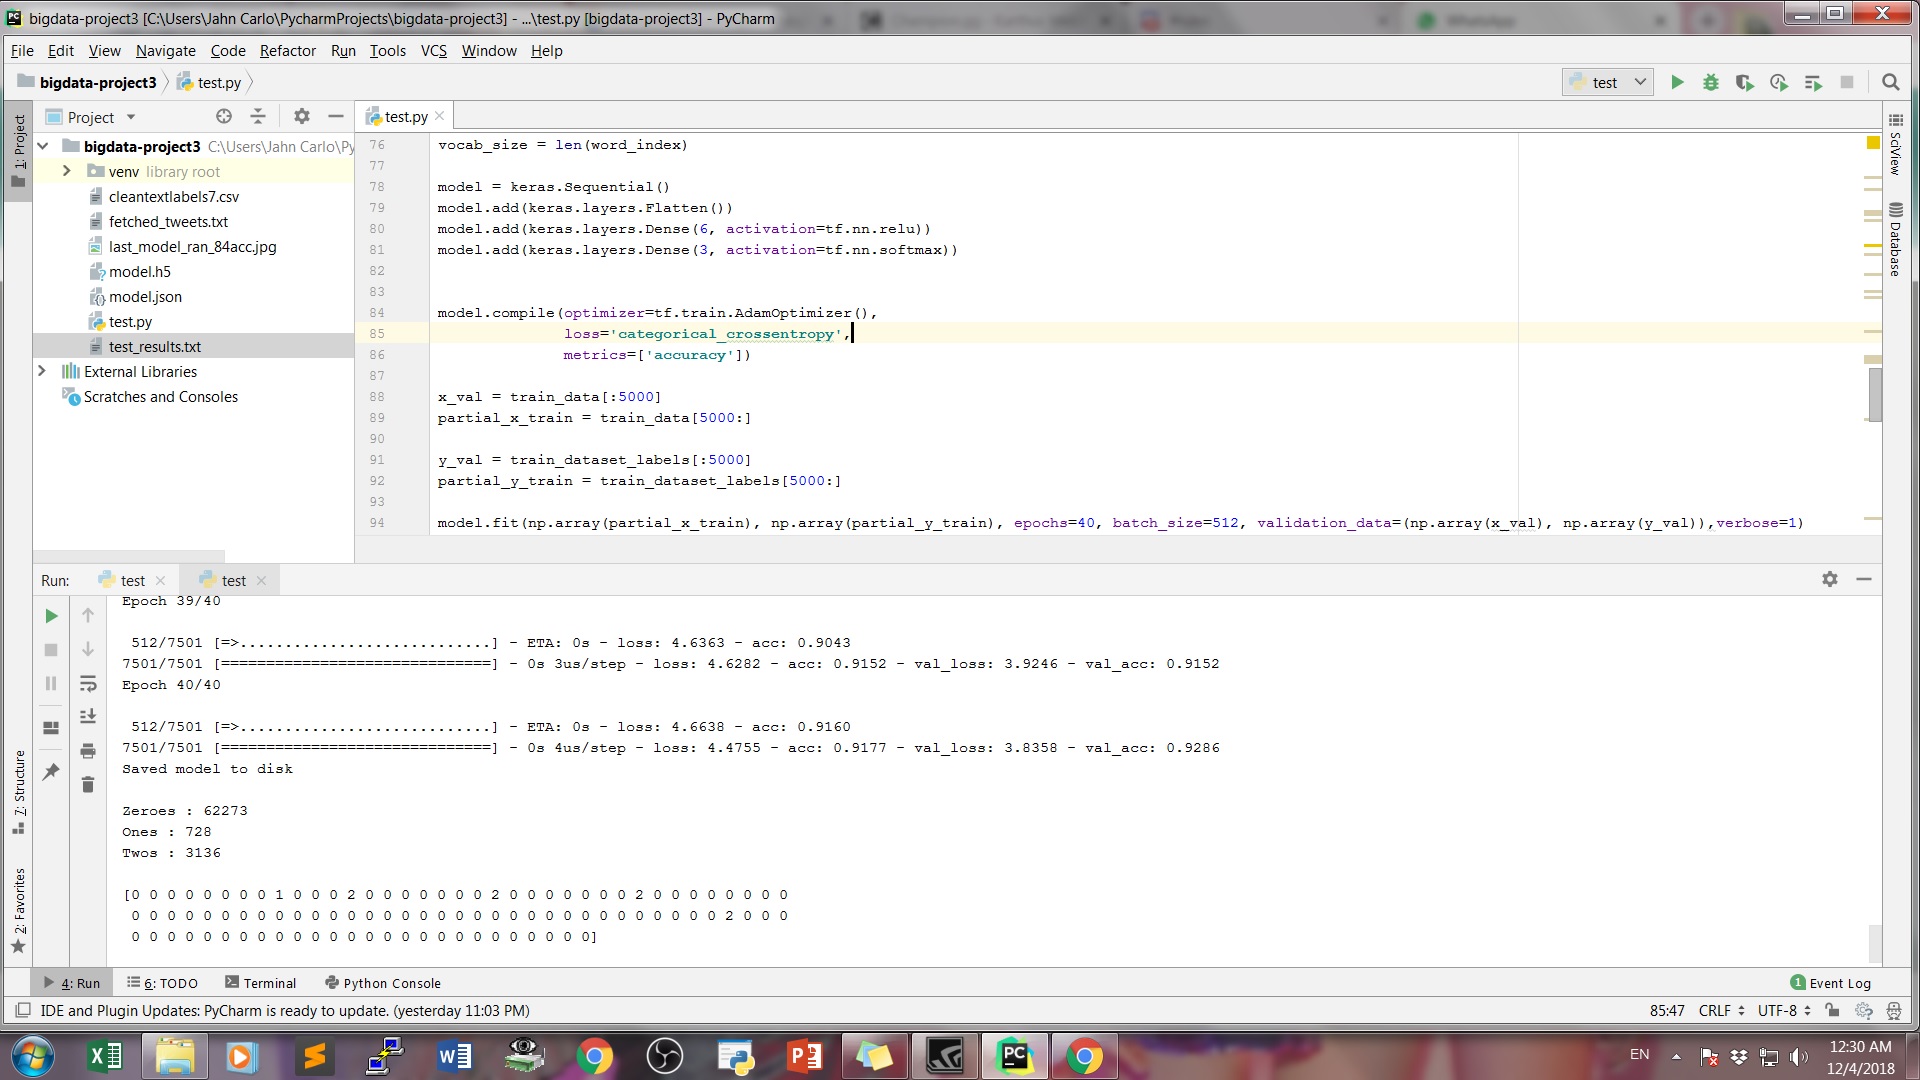 bigdata-project3 [C:\Users\Jahn Carlo\PycharmProjects\bigdata-project3] - ...\test.py [bigdata-project3] - PyCharm
File Edit View Navigate Code Refactor Run Tools VCS Window Help
bigdata-project3 test.py
test
Project
test.py
1: Project
bigdata-project3 C:\Users\Jahn Carlo\Py
venv library root
cleantextlabels7.csv
fetched_tweets.txt
last_model_ran_84acc.jpg
model.h5
model.json
test.py
test_results.txt
External Libraries
Scratches and Consoles
76 vocab_size = len(word_index)
77
78 model = keras.Sequential()
79 model.add(keras.layers.Flatten())
80 model.add(keras.layers.Dense(6, activation=tf.nn.relu))
81 model.add(keras.layers.Dense(3, activation=tf.nn.softmax))
82
83
84 model.compile(optimizer=tf.train.AdamOptimizer(),
85 loss='categorical_crossentropy',
86 metrics=['accuracy'])
87
88 x_val = train_data[:5000]
89 partial_x_train = train_data[5000:]
90
91 y_val = train_dataset_labels[:5000]
92 partial_y_train = train_dataset_labels[5000:]
93
94 model.fit(np.array(partial_x_train), np.array(partial_y_train), epochs=40, batch_size=512, validation_data=(np.array(x_val), np.array(y_val)),verbose=1)
SciView
Database
Run: test test
Epoch 39/40
512/7501 [=>............................] - ETA: 0s - loss: 4.6363 - acc: 0.9043
7501/7501 [==============================] - 0s 3us/step - loss: 4.6282 - acc: 0.9152 - val_loss: 3.9246 - val_acc: 0.9152
Epoch 40/40
512/7501 [=>............................] - ETA: 0s - loss: 4.6638 - acc: 0.9160
7501/7501 [==============================] - 0s 4us/step - loss: 4.4755 - acc: 0.9177 - val_loss: 3.8358 - val_acc: 0.9286
Saved model to disk
Zeroes : 62273
Ones : 728
Twos : 3136
[0 0 0 0 0 0 0 0 1 0 0 0 2 0 0 0 0 0 0 0 2 0 0 0 0 0 0 0 2 0 0 0 0 0 0 0 0
0 0 0 0 0 0 0 0 0 0 0 0 0 0 0 0 0 0 0 0 0 0 0 0 0 0 0 0 0 0 0 0 0 2 0 0 0
0 0 0 0 0 0 0 0 0 0 0 0 0 0 0 0 0 0 0 0 0 0 0 0 0 0]
7: Structure
2: Favorites
4: Run 6: TODO Terminal Python Console
1 Event Log
IDE and Plugin Updates: PyCharm is ready to update. (yesterday 11:03 PM)
85:47 CRLF UTF-8
EN
12:30 AM
12/4/2018